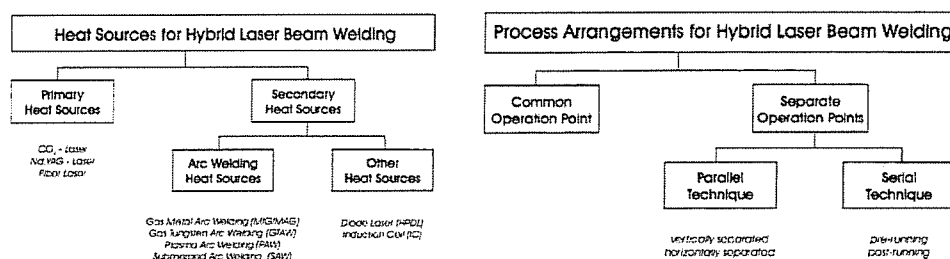 Heat Sources for Hybrid Laser Beam Welding
Primary
Heat Sources
CO₂ - Laser
Nd:YAG - Laser
Fiber Laser
Secondary
Heat Sources
Arc Welding
Heat Sources
Gas Metal Arc Welding (MIG/MAG)
Gas Tungsten Arc Welding (GTAW)
Plasma Arc Welding (PAW)
Submerged Arc Welding (SAW)
Other
Heat Sources
Diode Laser (HPDL)
Induction Coil (IC)
Process Arrangements for Hybrid Laser Beam Welding
Common
Operation Point
Separate
Operation Points
Parallel
Technique
vertically separated
horizontally separated
Serial
Technique
pre-running
post-running